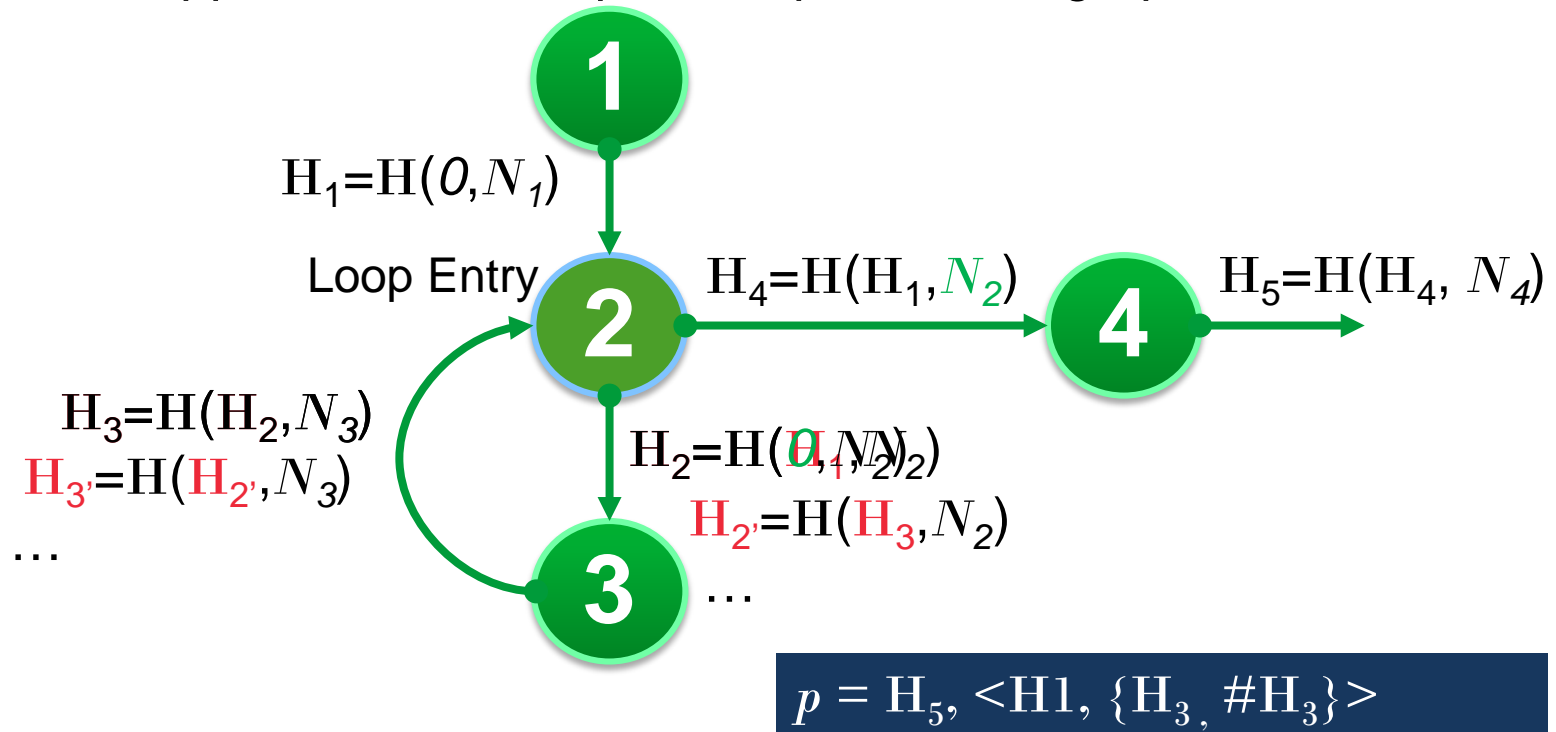 1
H₁=H(0,N₁)
Loop Entry
2
H₄=H(H₁,N₂)
4
H₅=H(H₄, N₄)
H₃=H(H₂,N₃)
H₃’=H(H₂’,N₃)
…
H₂=H(
H₂’=H(H₃,N₂)
…
3
p = H₅, <H1, {H₃ , #H₃}>